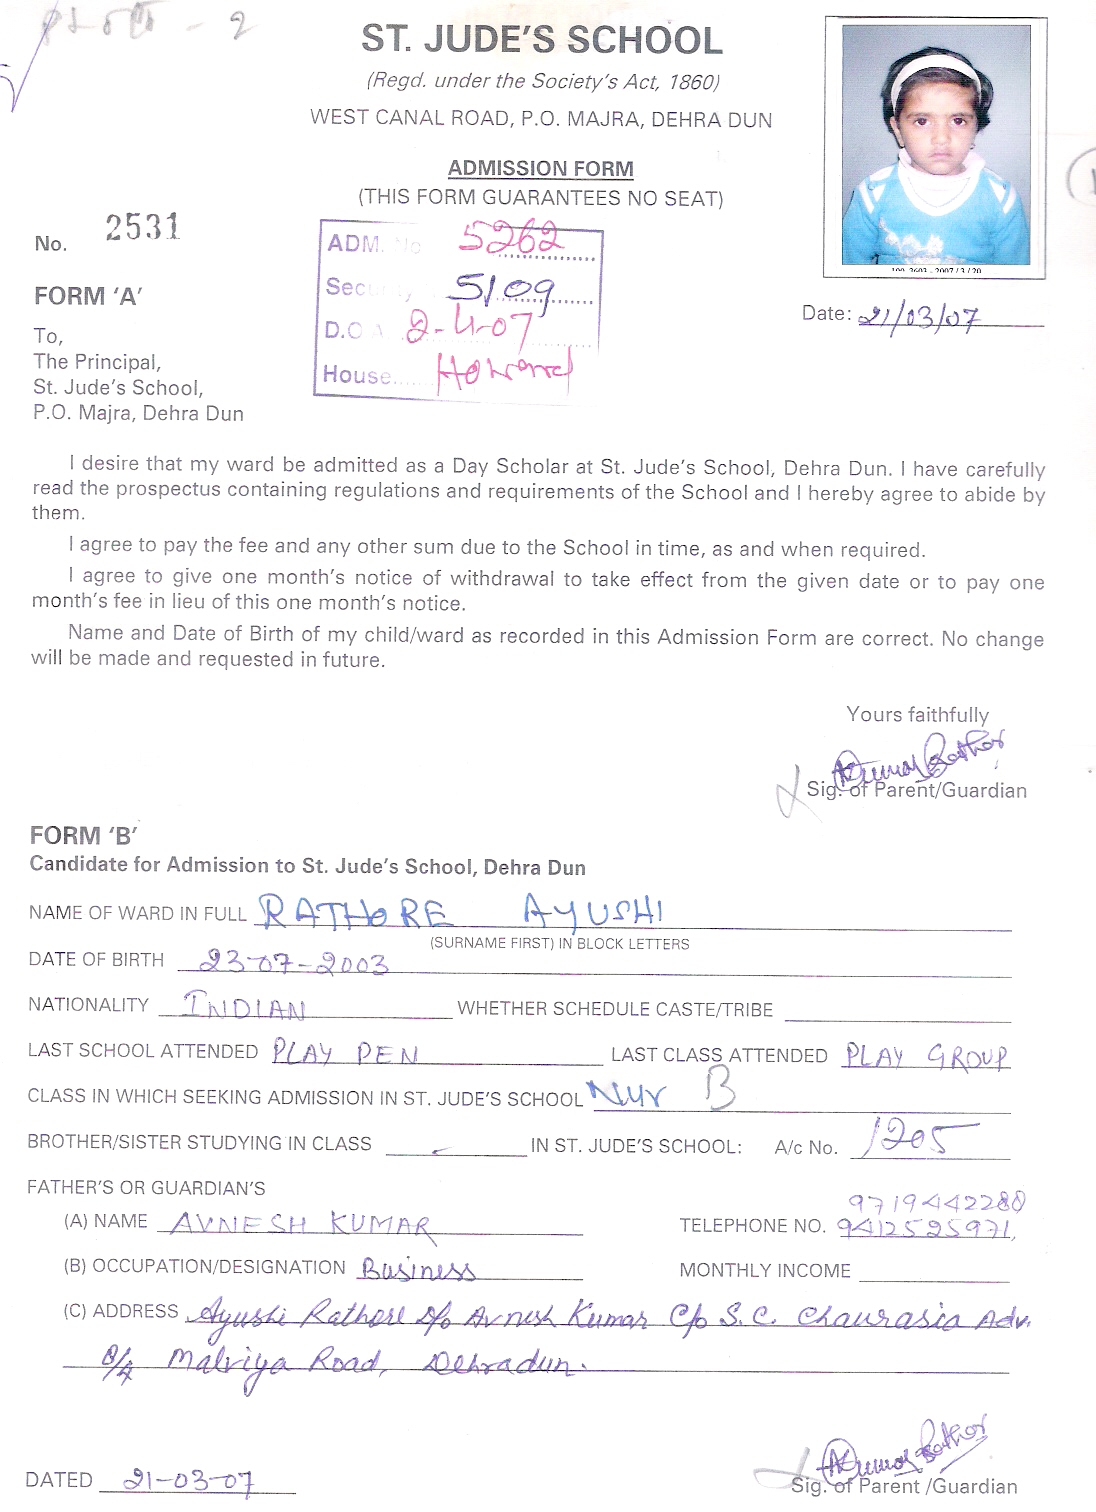 - 2
ST. JUDE'S SCHOOL
(Regd. under the Society's Act, 1860)
WEST CANAL ROAD, P.O. MAJRA, DEHRA DUN
ADMISSION FORM
(THIS FORM GUARANTEES NO SEAT)
No. 2531
ADM. No 5262
Security 5109
D.O.A 2-4-07
House...... Howard
100-3603 - 2007/3/20
FORM 'A'
Date: 21/03/07
To,
The Principal,
St. Jude's School,
P.O. Majra, Dehra Dun
I desire that my ward be admitted as a Day Scholar at St. Jude's School, Dehra Dun. I have carefully
read the prospectus containing regulations and requirements of the School and I hereby agree to abide by
them.
I agree to pay the fee and any other sum due to the School in time, as and when required.
I agree to give one month's notice of withdrawal to take effect from the given date or to pay one
month's fee in lieu of this one month's notice.
Name and Date of Birth of my child/ward as recorded in this Admission Form are correct. No change
will be made and requested in future.
Yours faithfully
AKumar Rathor
Sig. of Parent/Guardian
FORM 'B'
Candidate for Admission to St. Jude's School, Dehra Dun
NAME OF WARD IN FULL RATHORE AYUSHI
(SURNAME FIRST) IN BLOCK LETTERS
DATE OF BIRTH 23-07-2003
NATIONALITY INDIAN WHETHER SCHEDULE CASTE/TRIBE
LAST SCHOOL ATTENDED PLAY PEN LAST CLASS ATTENDED PLAY GROUP
CLASS IN WHICH SEEKING ADMISSION IN ST. JUDE'S SCHOOL Nur B
BROTHER/SISTER STUDYING IN CLASS - IN ST. JUDE'S SCHOOL: A/c No. 1205
FATHER'S OR GUARDIAN'S
9719442280
(A) NAME AVNESH KUMAR TELEPHONE NO. 9412525971,
(B) OCCUPATION/DESIGNATION Business MONTHLY INCOME
(C) ADDRESS Ayushi Rathore D/o Avnesh Kumar C/o S.C. Chaurasia Adv.
8/4 Malviya Road, Dehradun.
AKumar Rathor
DATED 21-03-07 Sig. of Parent /Guardian